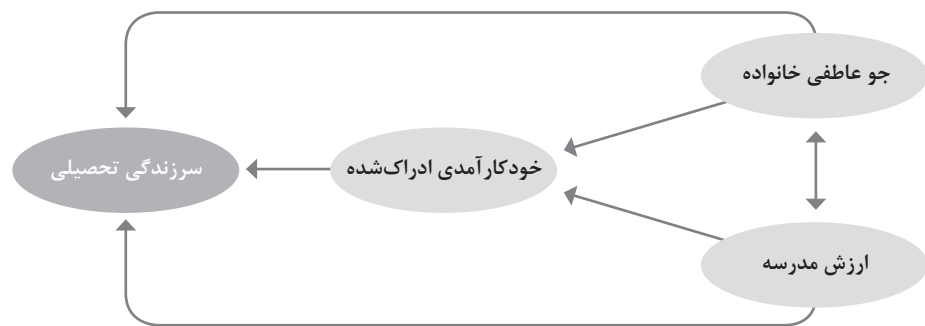 جو عاطفی خانواده
خودکارآمدی ادراک‌شده
سرزندگی تحصیلی
ارزش مدرسه